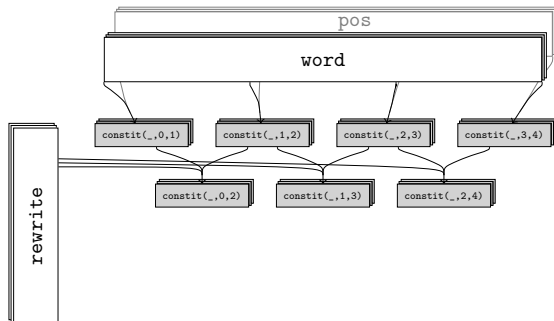 pos
word
constit(_,0,1) constit(_,1,2) constit(_,2,3) constit(_,3,4)
constit(_,0,2) constit(_,1,3) constit(_,2,4)
rewrite